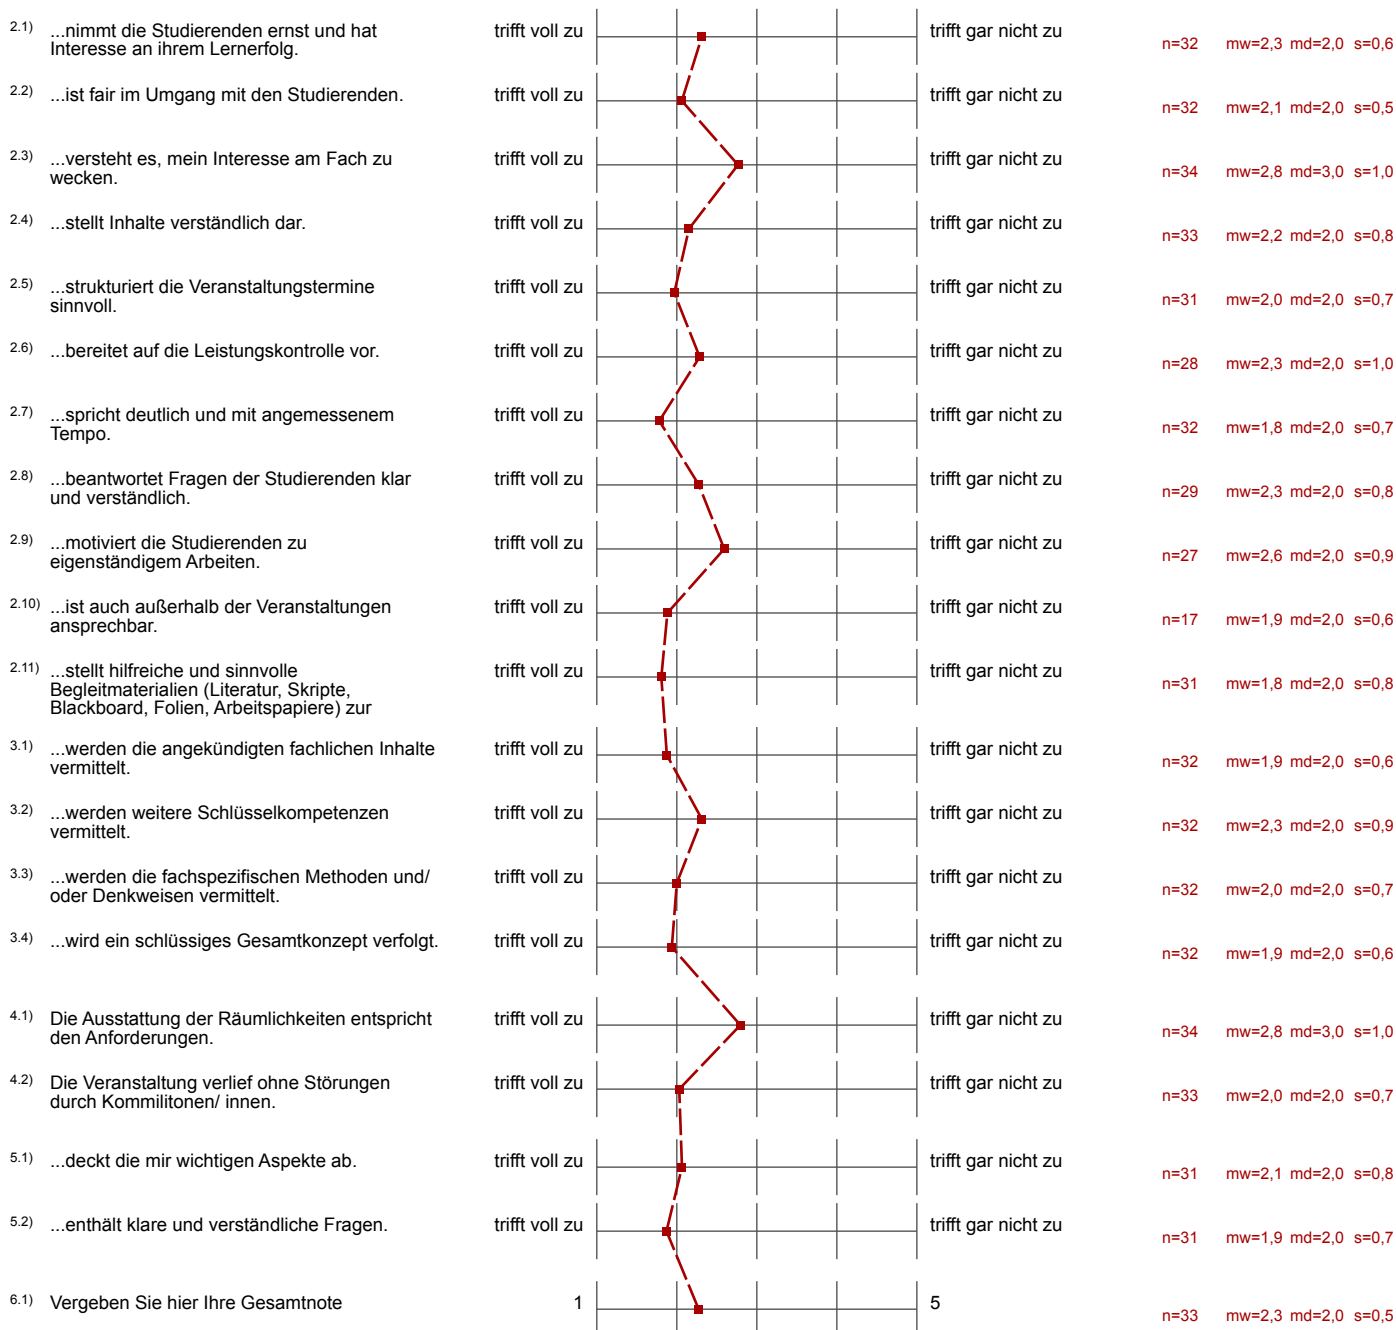 2.1) ...nimmt die Studierenden ernst und hat Interesse an ihrem Lernerfolg. trifft voll zu trifft gar nicht zu n=32 mw=2,3 md=2,0 s=0,6
2.2) ...ist fair im Umgang mit den Studierenden. trifft voll zu trifft gar nicht zu n=32 mw=2,1 md=2,0 s=0,5
2.3) ...versteht es, mein Interesse am Fach zu wecken. trifft voll zu trifft gar nicht zu n=34 mw=2,8 md=3,0 s=1,0
2.4) ...stellt Inhalte verständlich dar. trifft voll zu trifft gar nicht zu n=33 mw=2,2 md=2,0 s=0,8
2.5) ...strukturiert die Veranstaltungstermine sinnvoll. trifft voll zu trifft gar nicht zu n=31 mw=2,0 md=2,0 s=0,7
2.6) ...bereitet auf die Leistungskontrolle vor. trifft voll zu trifft gar nicht zu n=28 mw=2,3 md=2,0 s=1,0
2.7) ...spricht deutlich und mit angemessenem Tempo. trifft voll zu trifft gar nicht zu n=32 mw=1,8 md=2,0 s=0,7
2.8) ...beantwortet Fragen der Studierenden klar und verständlich. trifft voll zu trifft gar nicht zu n=29 mw=2,3 md=2,0 s=0,8
2.9) ...motiviert die Studierenden zu eigenständigem Arbeiten. trifft voll zu trifft gar nicht zu n=27 mw=2,6 md=2,0 s=0,9
2.10) ...ist auch außerhalb der Veranstaltungen ansprechbar. trifft voll zu trifft gar nicht zu n=17 mw=1,9 md=2,0 s=0,6
2.11) ...stellt hilfreiche und sinnvolle Begleitmaterialien (Literatur, Skripte, Blackboard, Folien, Arbeitspapiere) zur trifft voll zu trifft gar nicht zu n=31 mw=1,8 md=2,0 s=0,8
3.1) ...werden die angekündigten fachlichen Inhalte vermittelt. trifft voll zu trifft gar nicht zu n=32 mw=1,9 md=2,0 s=0,6
3.2) ...werden weitere Schlüsselkompetenzen vermittelt. trifft voll zu trifft gar nicht zu n=32 mw=2,3 md=2,0 s=0,9
3.3) ...werden die fachspezifischen Methoden und/ oder Denkweisen vermittelt. trifft voll zu trifft gar nicht zu n=32 mw=2,0 md=2,0 s=0,7
3.4) ...wird ein schlüssiges Gesamtkonzept verfolgt. trifft voll zu trifft gar nicht zu n=32 mw=1,9 md=2,0 s=0,6
4.1) Die Ausstattung der Räumlichkeiten entspricht den Anforderungen. trifft voll zu trifft gar nicht zu n=34 mw=2,8 md=3,0 s=1,0
4.2) Die Veranstaltung verlief ohne Störungen durch Kommilitonen/ innen. trifft voll zu trifft gar nicht zu n=33 mw=2,0 md=2,0 s=0,7
5.1) ...deckt die mir wichtigen Aspekte ab. trifft voll zu trifft gar nicht zu n=31 mw=2,1 md=2,0 s=0,8
5.2) ...enthält klare und verständliche Fragen. trifft voll zu trifft gar nicht zu n=31 mw=1,9 md=2,0 s=0,7
6.1) Vergeben Sie hier Ihre Gesamtnote 1 5 n=33 mw=2,3 md=2,0 s=0,5